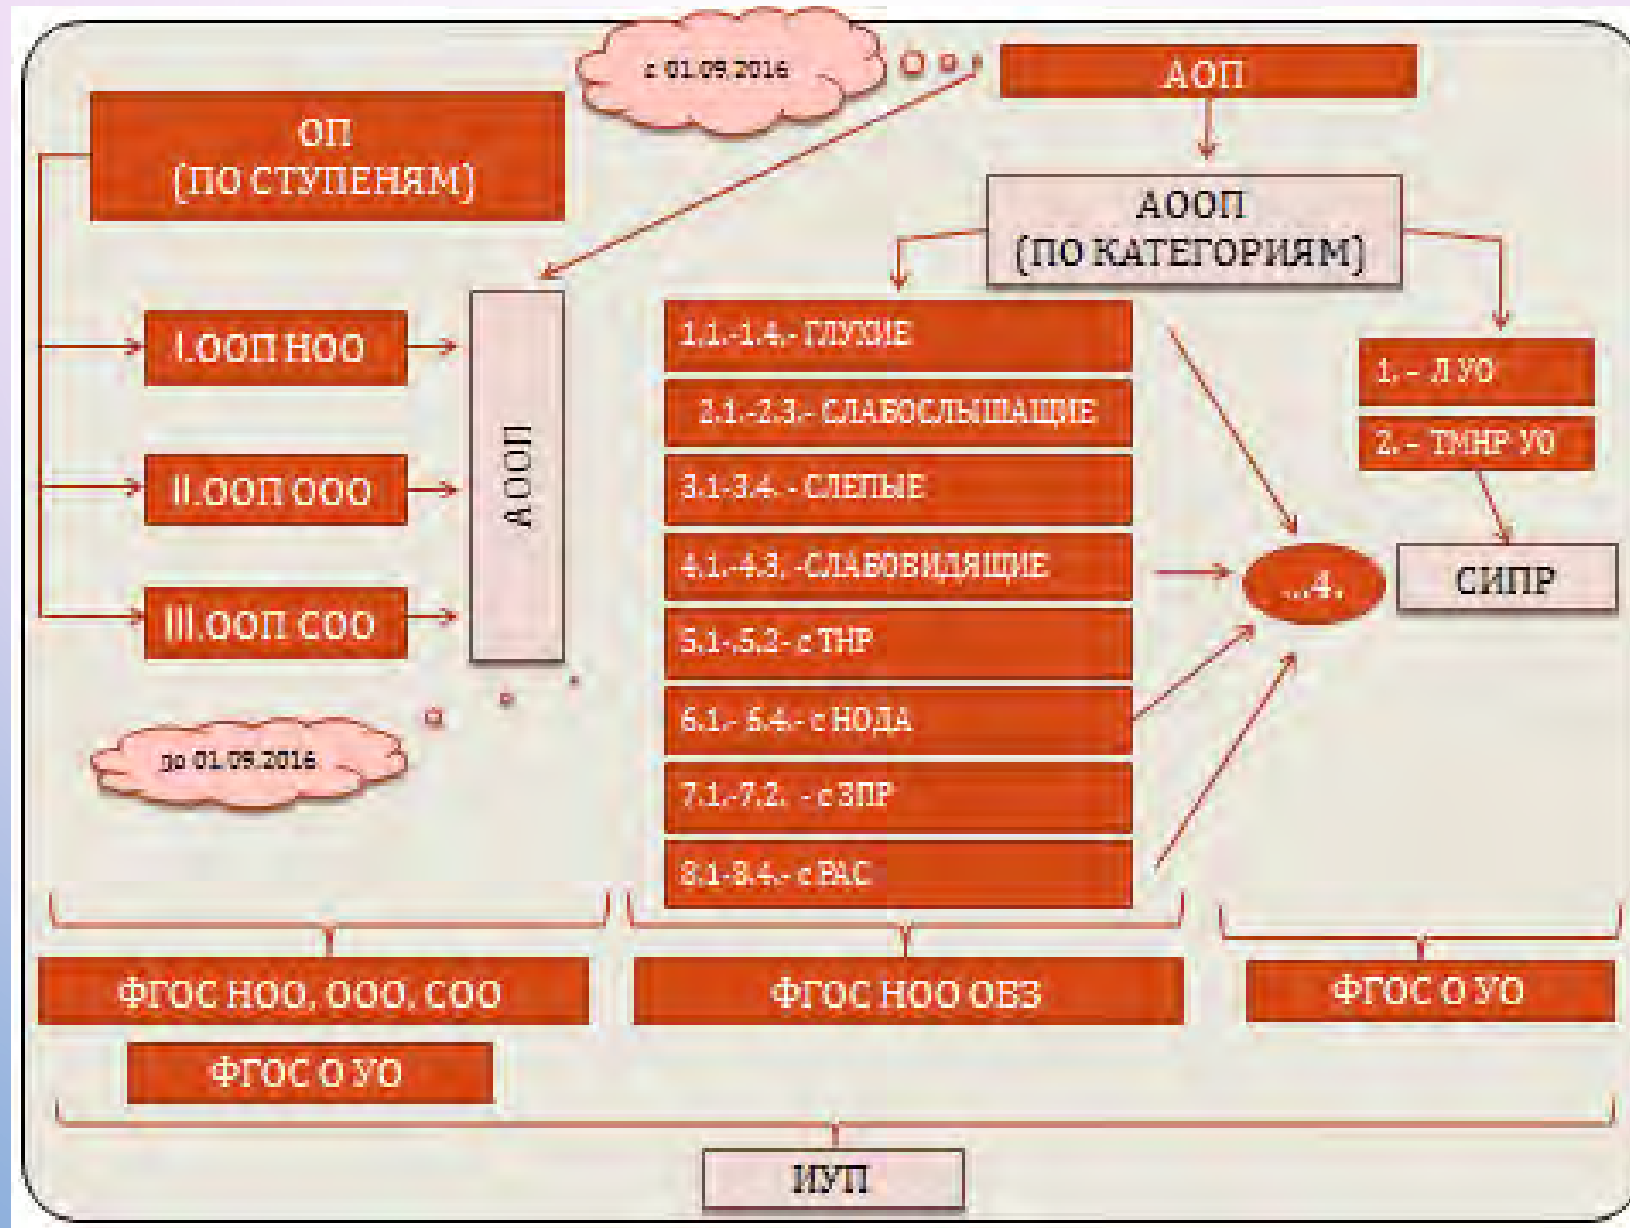 с 01.09.2016
АОП
ОП
(ПО СТУПЕНЯМ)
АООП
(ПО КАТЕГОРИЯМ)
I.ООП НОО
II.ООП ООО
III.ООП СОО
АООП
до 01.09.2016
1.1.-1.4.- ГЛУХИЕ
2.1.-2.3.- СЛАБОСЛЫШАЩИЕ
3.1-3.4. - СЛЕПЫЕ
4.1.-4.3. -СЛАБОВИДЯЩИЕ
5.1-.5.2- с ТНР
6.1.- 6.4.- с НОДА
7.1.-7.2. - с ЗПР
8.1-8.4.- с РАС
1. – Л УО
2. – ТМНР УО
...4.
СИПР
ФГОС НОО, ООО, СОО
ФГОС НОО ОВЗ
ФГОС О УО
ФГОС О УО
ИУП